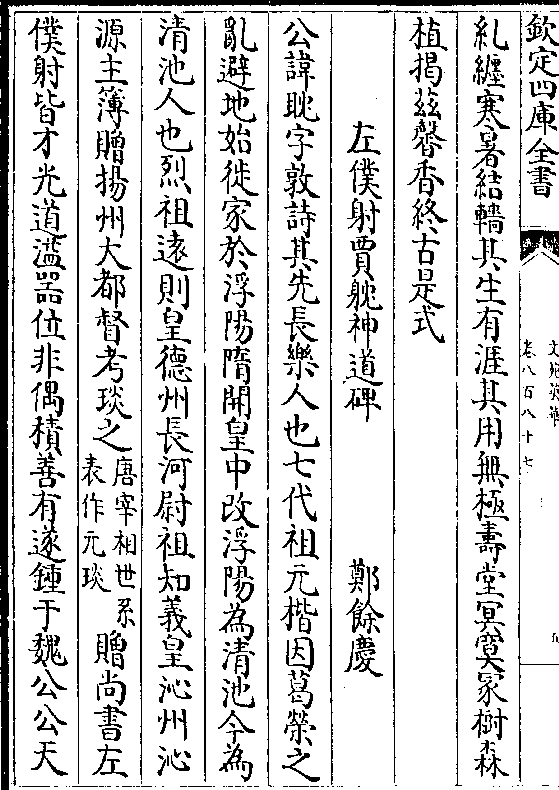 欽定四庫全書
文苑英華
卷八百八十七
糺纏寒暑結轖其生有涯其用無極壽堂冥寞冢樹森
植掲兹馨香終古是式
左僕射賈躭神道碑
鄭餘慶
公諱耽字敦詩其先長樂人也七代祖元楷因葛榮之
亂避地始徙家於浮陽隋開皇中改浮陽為清池今為
清池人也烈祖逺則皇德州長河尉祖知義皇沁州沁
源主簿贈揚州大都督考琰之
唐宰相世系
表作元琰
贈尚書左
僕射皆才光道溢器位非偶積善有遂鍾于魏公公天